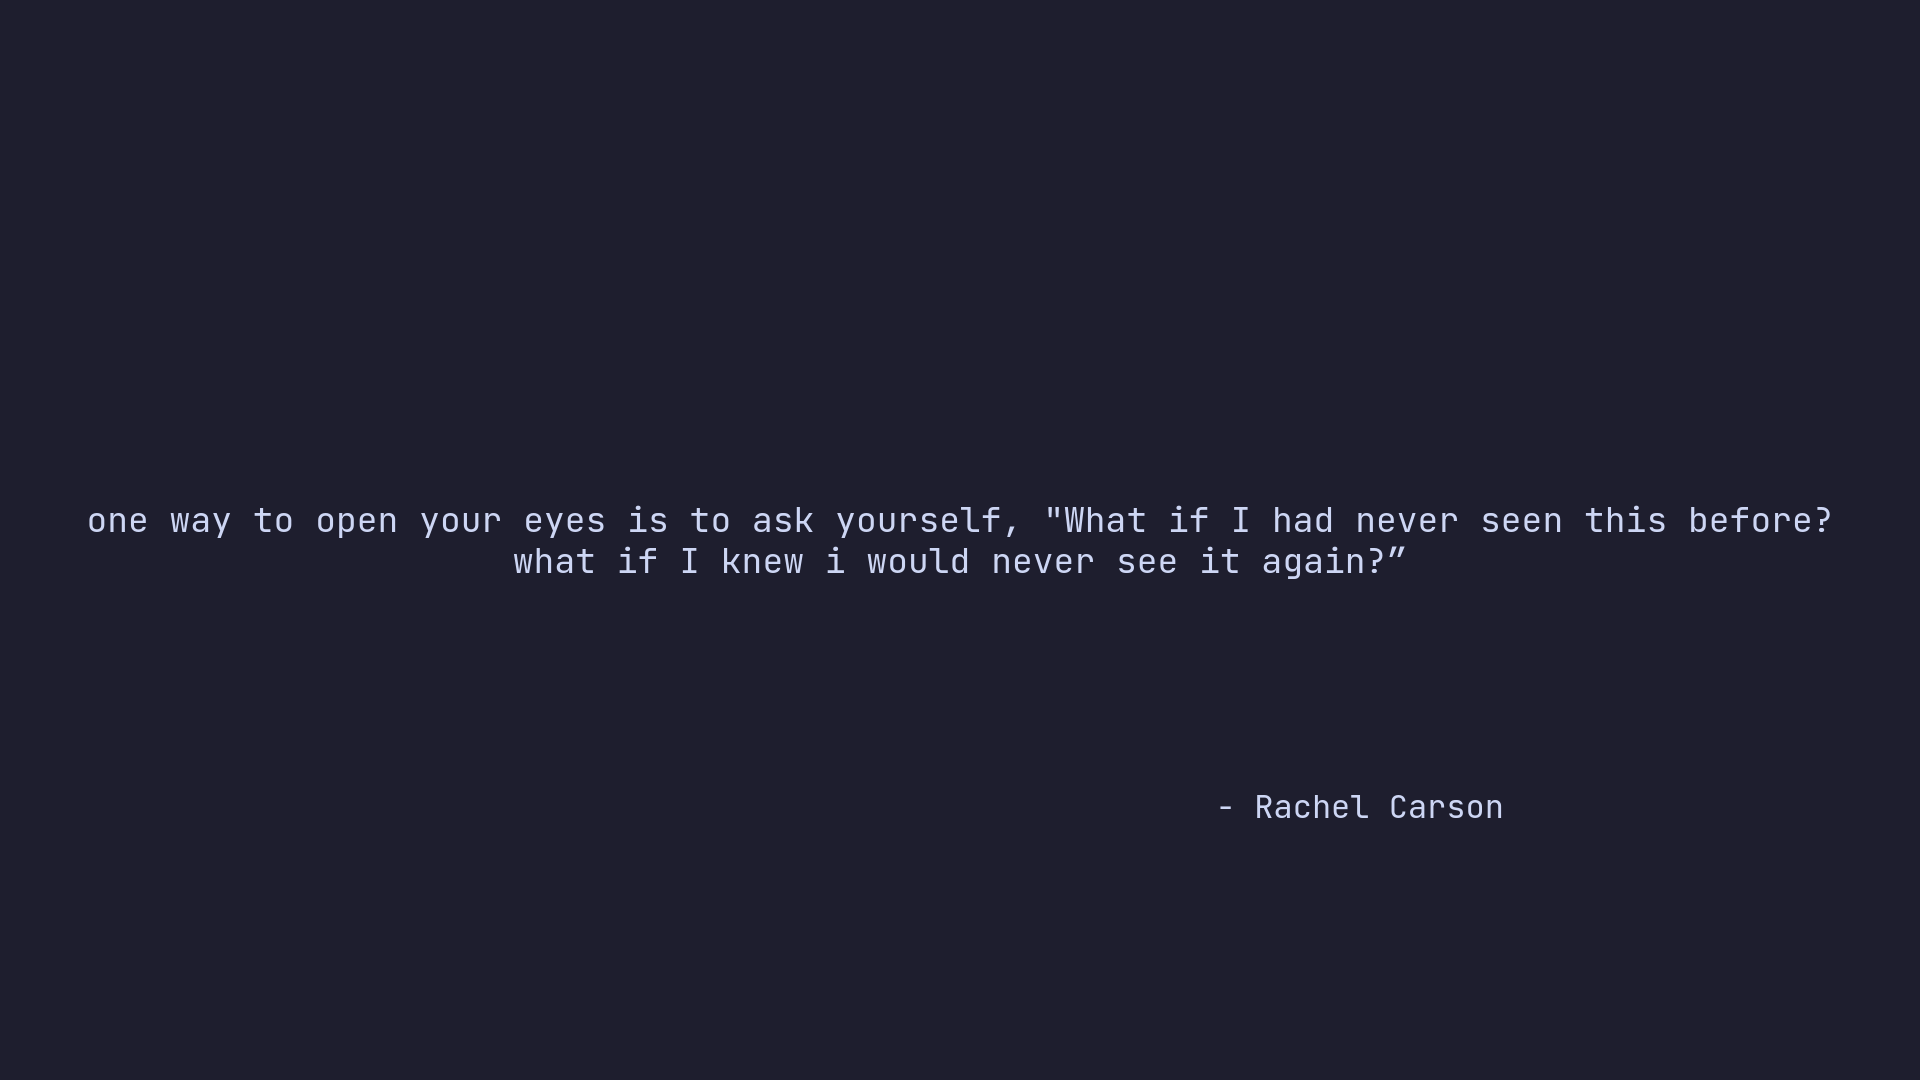 one way to open your eyes is to ask yourself, "What if I had never seen this before?
what if I knew i would never see it again?”
- Rachel Carson